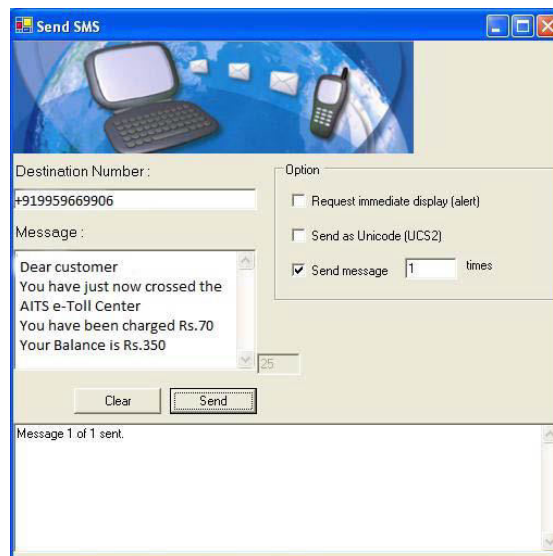 Send SMS
Destination Number :
+919959669906
Message :
Dear customer
You have just now crossed the
AITS e-Toll Center
You have been charged Rs.70
Your Balance is Rs.350
25
Clear
Send
Option
Request immediate display (alert)
Send as Unicode (UCS2)
Send message 1 times
Message 1 of 1 sent.